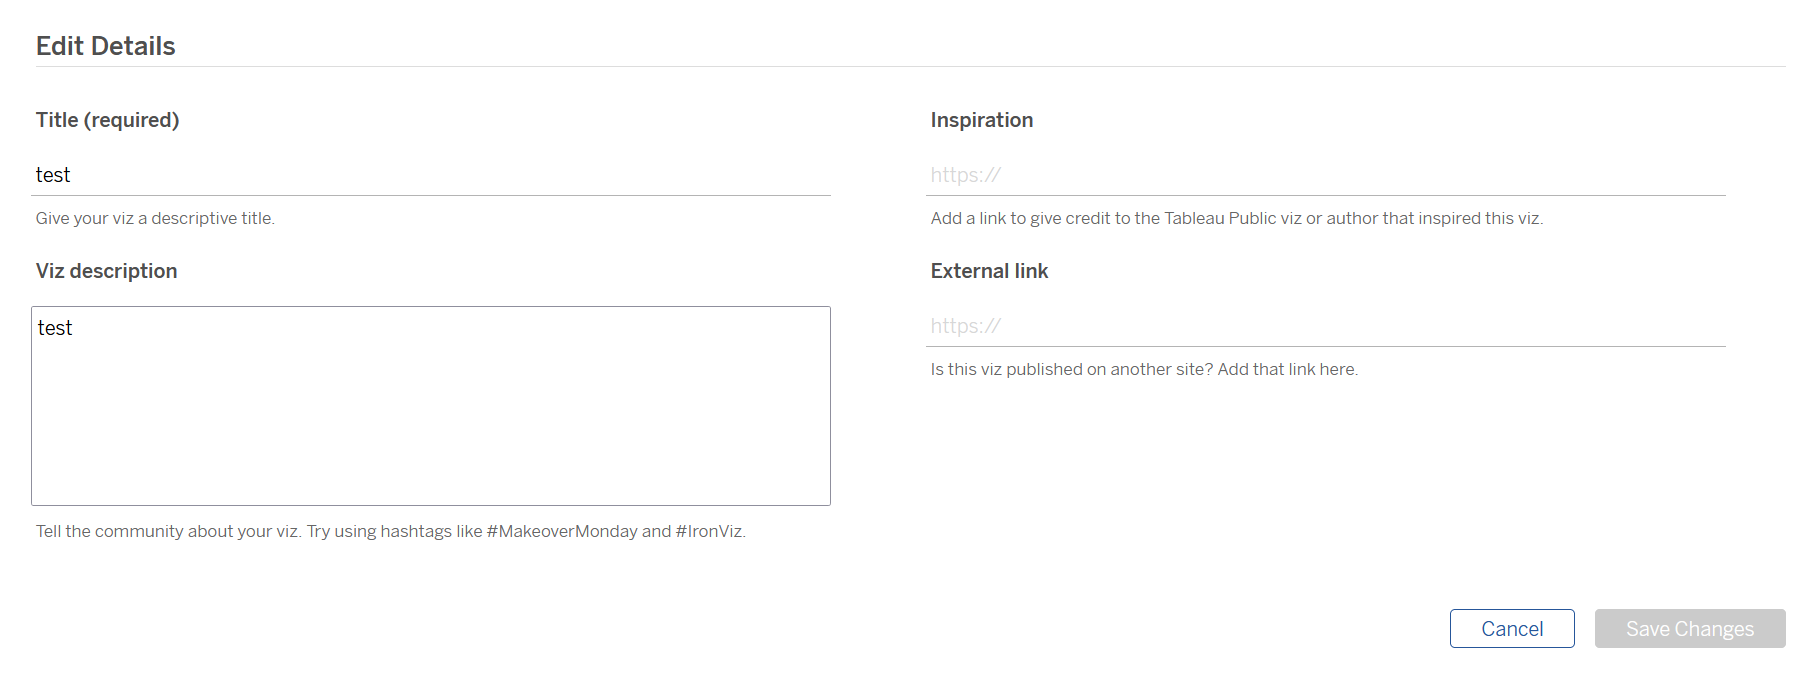 Edit Details
Title (required)
test
Give your viz a descriptive title.
Viz description
test
Tell the community about your viz. Try using hashtags like #MakeoverMonday and #IronViz.
Inspiration
https://
Add a link to give credit to the Tableau Public viz or author that inspired this viz.
External link
https://
Is this viz published on another site? Add that link here.
Cancel
Save Changes